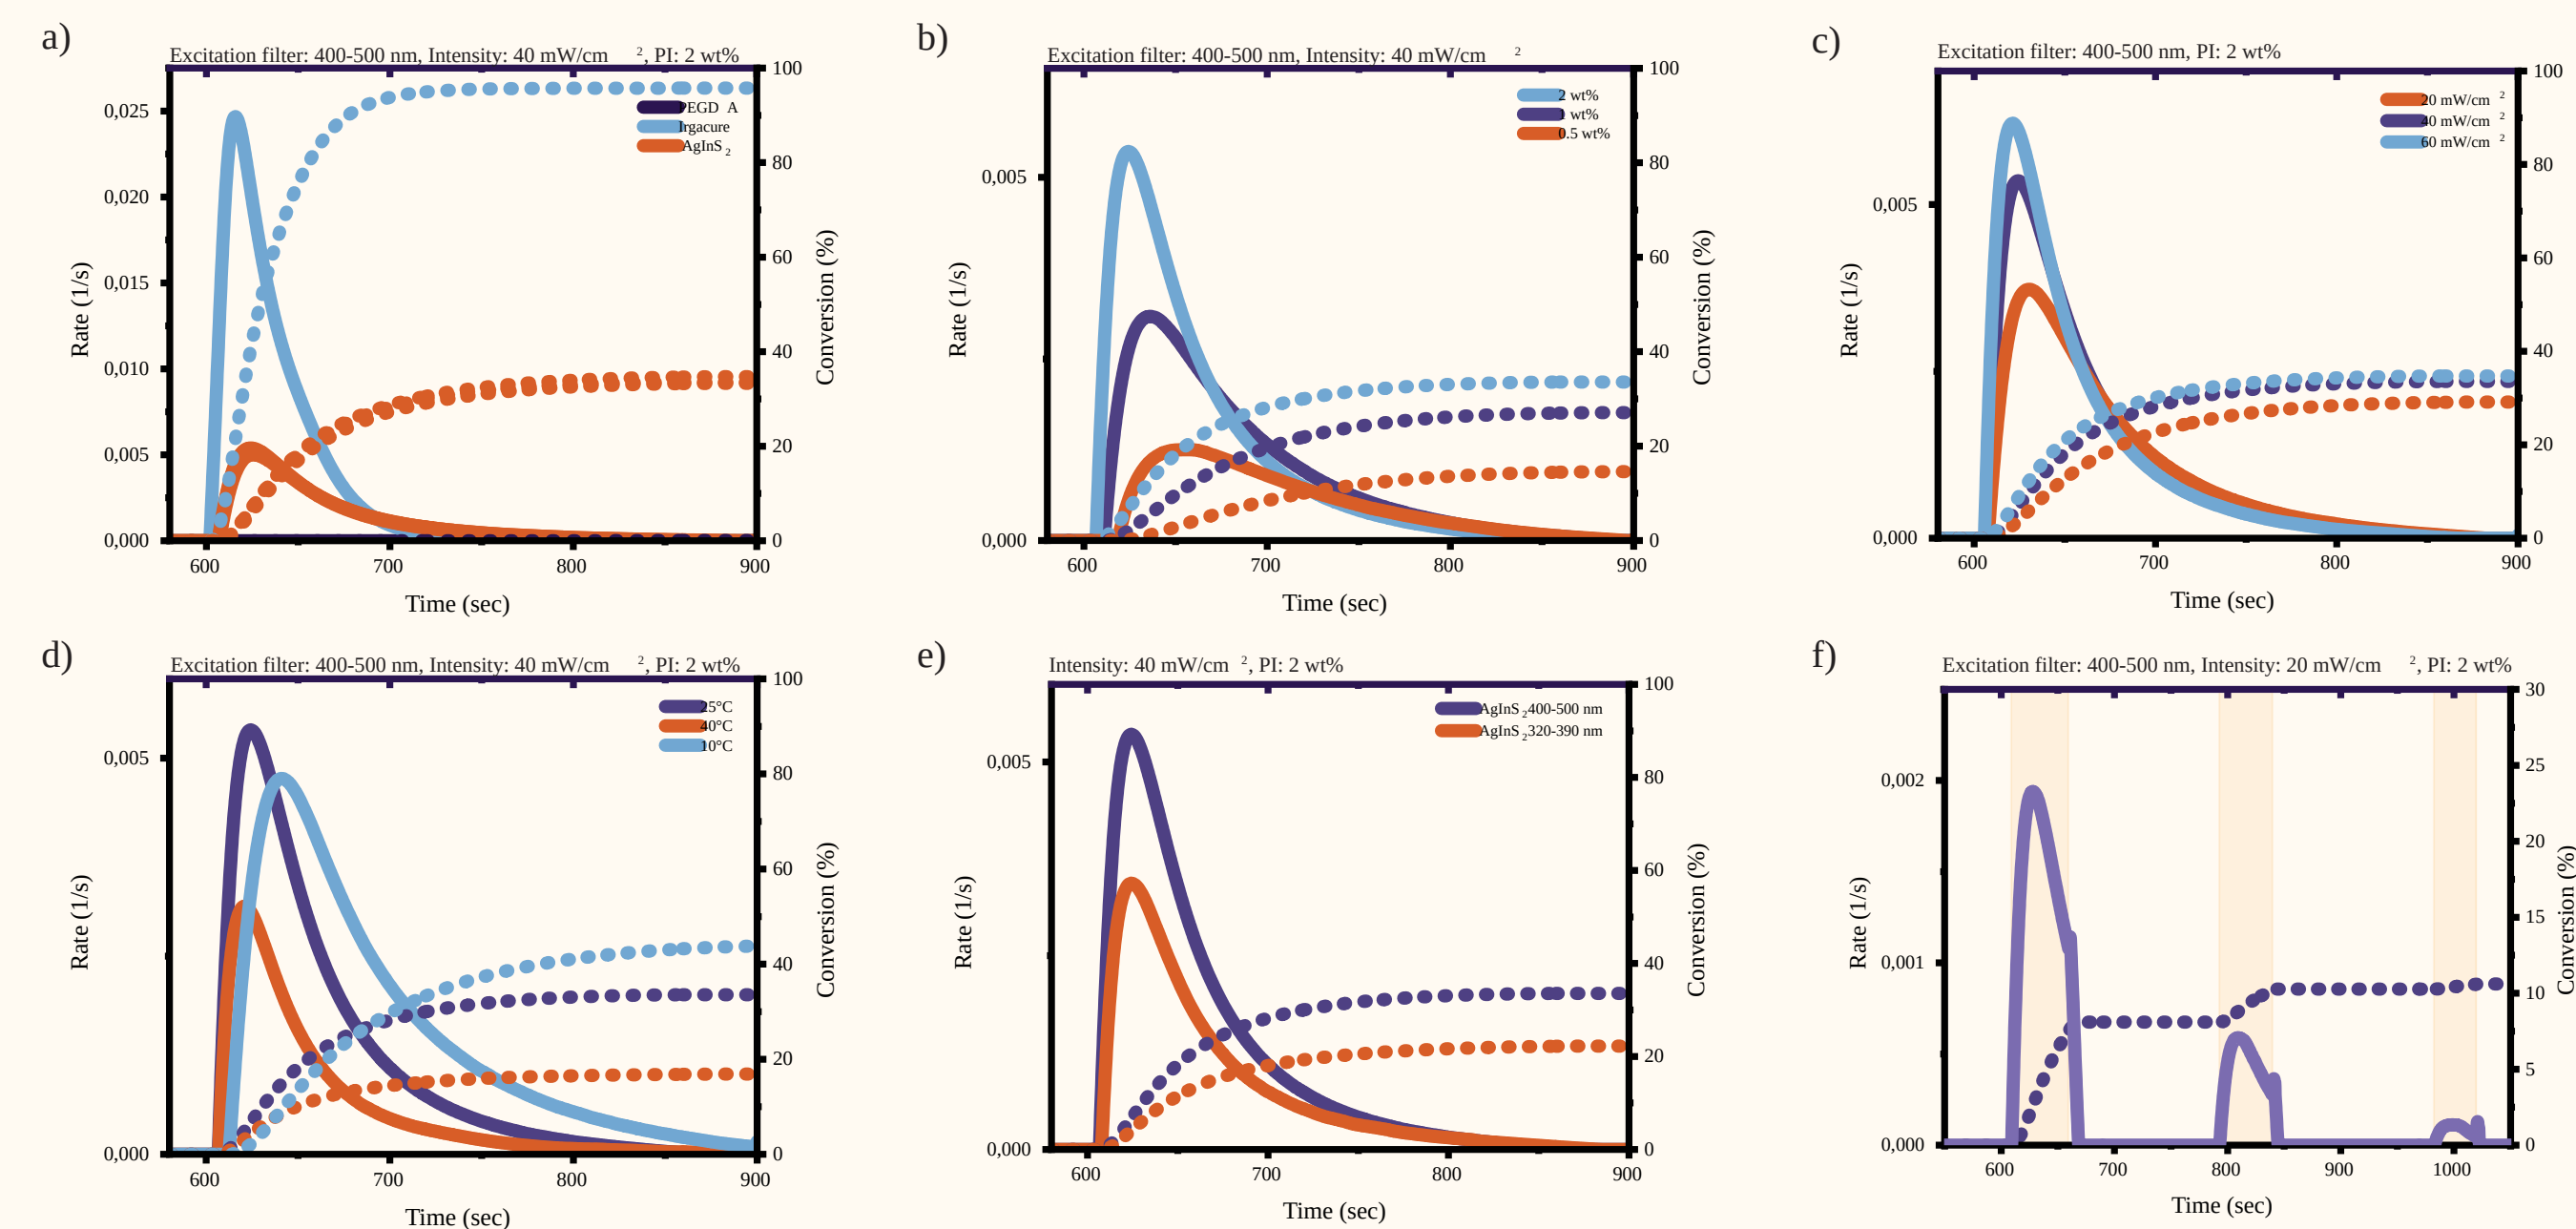 a)
Excitation filter: 400-500 nm, Intensity: 40 mW/cm 2, PI: 2 wt%
PEGD A
Irgacure
AgInS 2
0,025
0,020
0,015
0,010
0,005
0,000
Rate (1/s)
100
80
60
40
20
0
Conversion (%)
600 700 800 900
Time (sec)
b)
Excitation filter: 400-500 nm, Intensity: 40 mW/cm 2
2 wt%
1 wt%
0.5 wt%
0,005
0,000
Rate (1/s)
100
80
60
40
20
0
Conversion (%)
600 700 800 900
Time (sec)
c)
Excitation filter: 400-500 nm, PI: 2 wt%
20 mW/cm 2
40 mW/cm 2
60 mW/cm 2
0,005
0,000
Rate (1/s)
100
80
60
40
20
0
600 700 800 900
Time (sec)
d)
Excitation filter: 400-500 nm, Intensity: 40 mW/cm 2, PI: 2 wt%
25°C
40°C
10°C
0,005
0,000
Rate (1/s)
100
80
60
40
20
0
Conversion (%)
600 700 800 900
Time (sec)
e)
Intensity: 40 mW/cm 2, PI: 2 wt%
AgInS 2 400-500 nm
AgInS 2 320-390 nm
0,005
0,000
Rate (1/s)
100
80
60
40
20
0
Conversion (%)
600 700 800 900
Time (sec)
f)
Excitation filter: 400-500 nm, Intensity: 20 mW/cm 2, PI: 2 wt%
0,002
0,001
0,000
Rate (1/s)
30
25
20
15
10
5
0
Conversion (%)
600 700 800 900 1000
Time (sec)